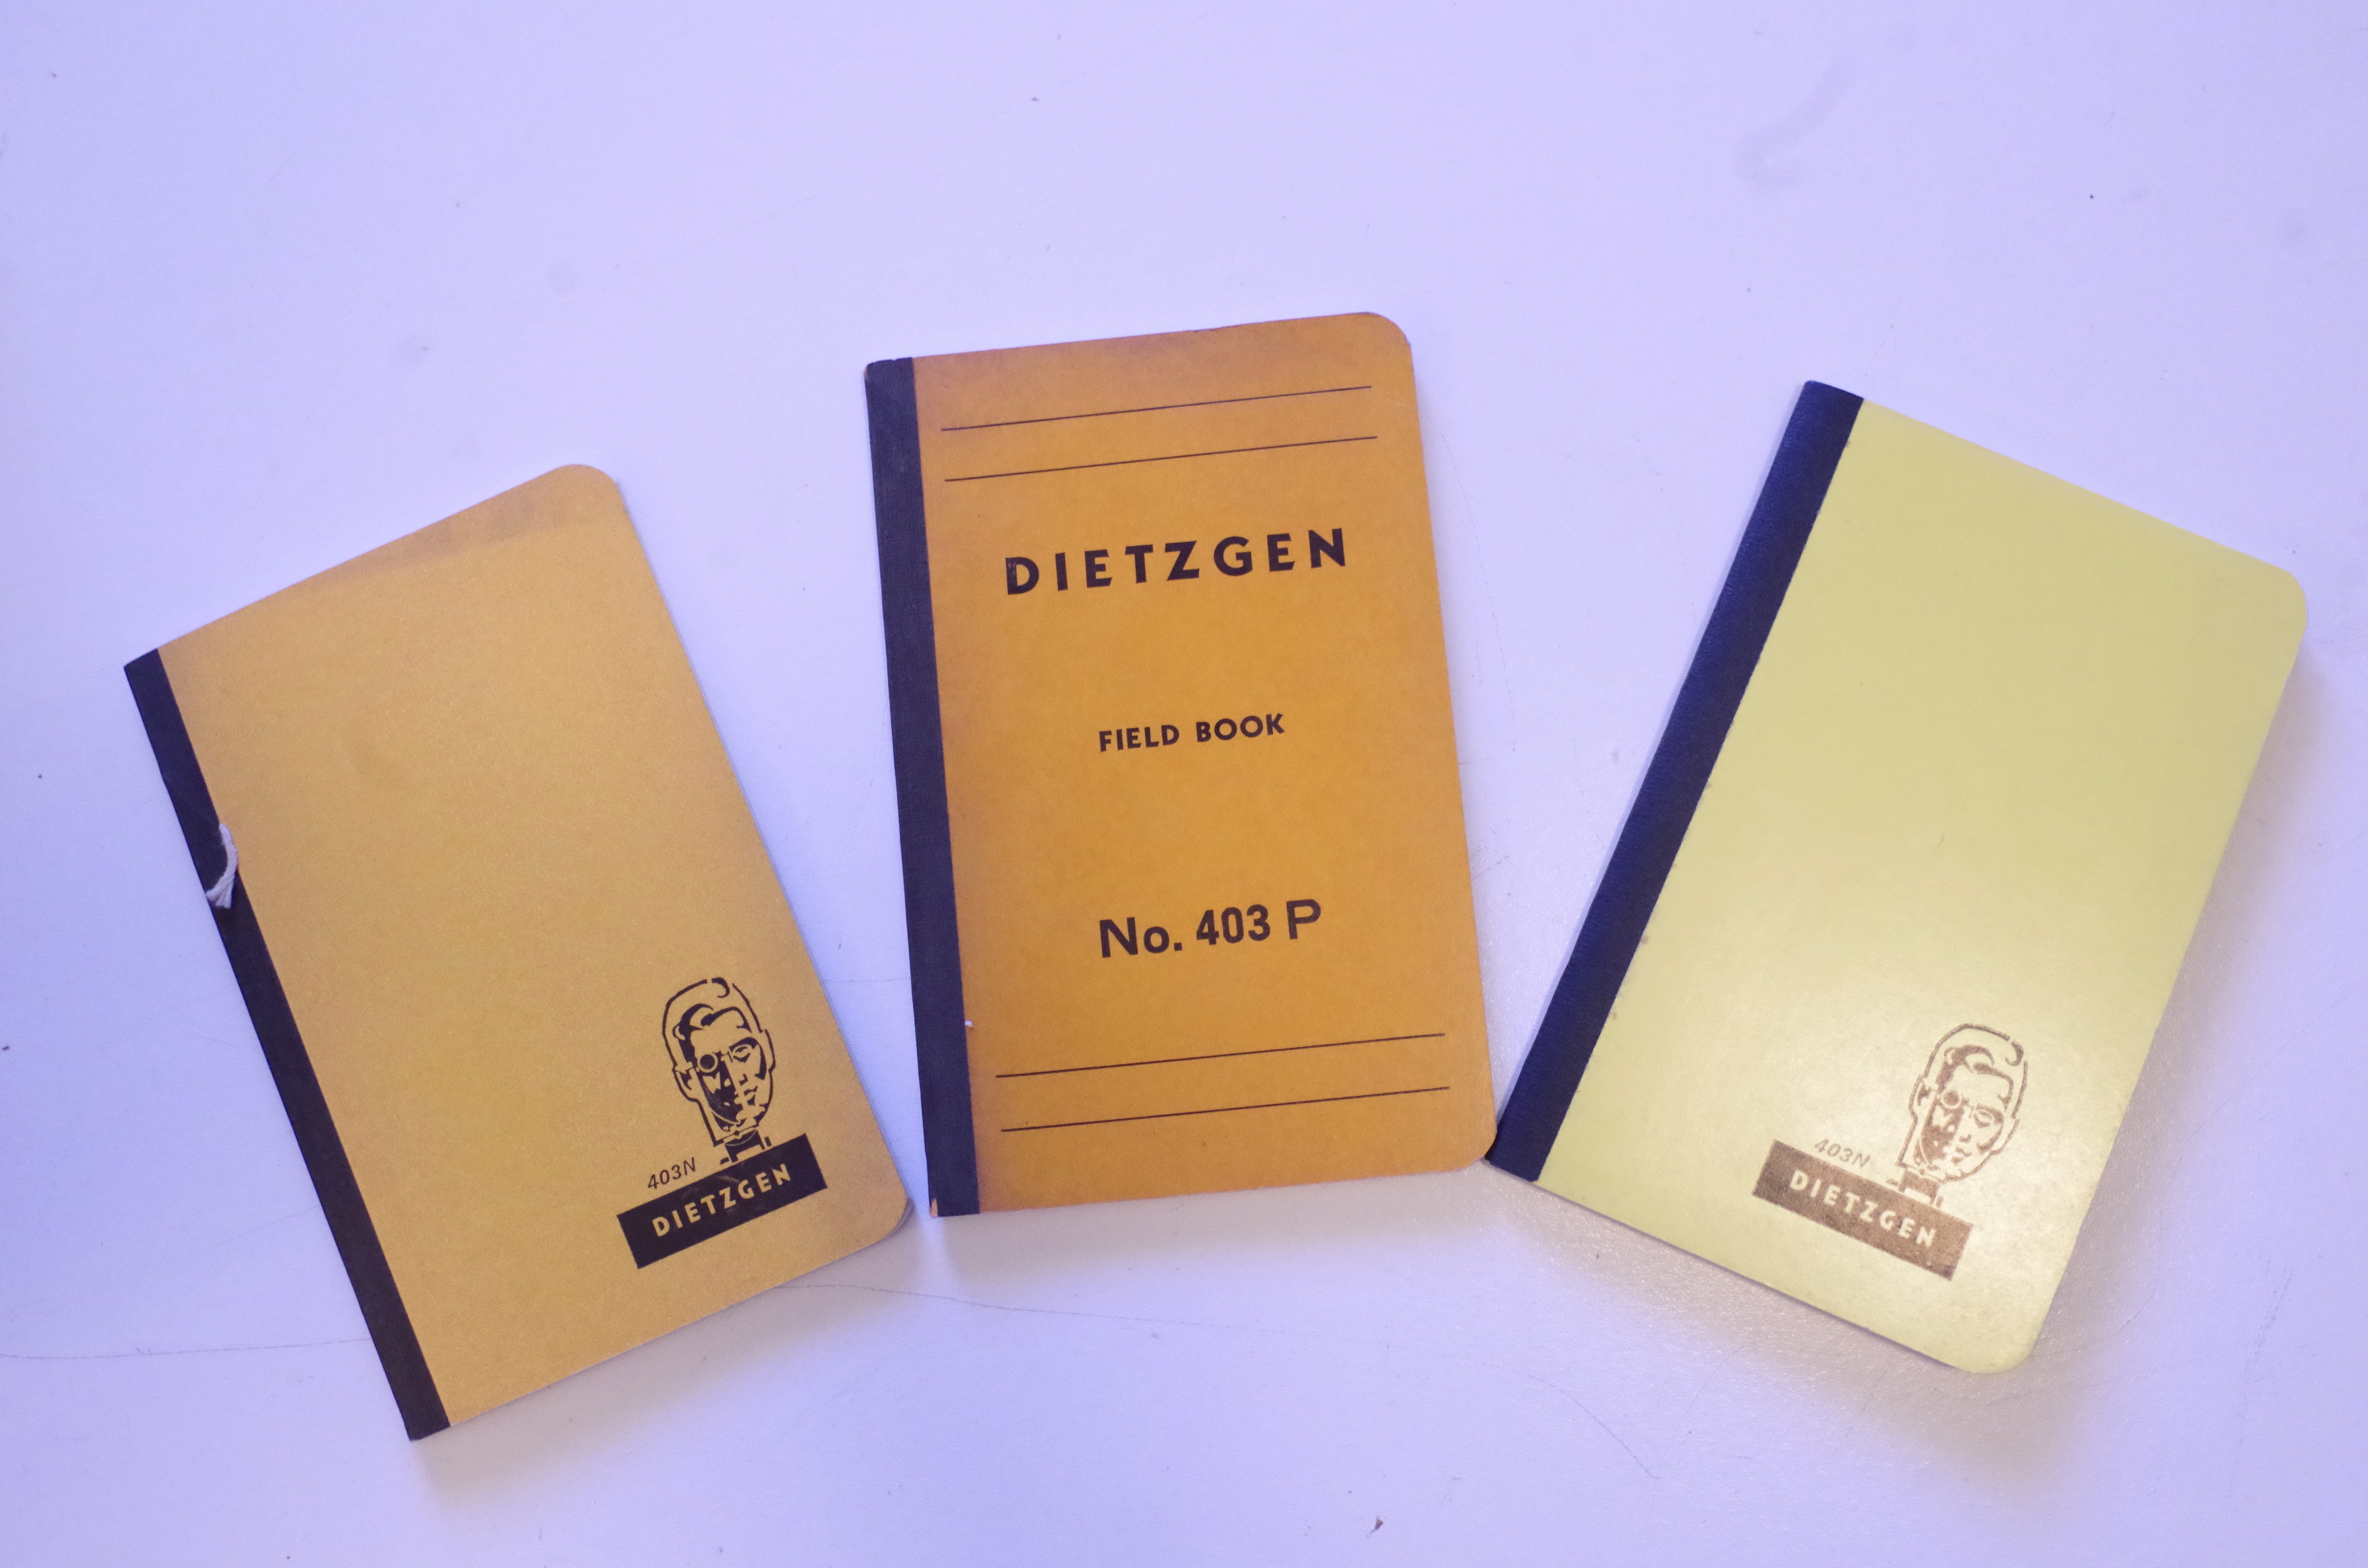 403N
DIETZGEN
DIETZGEN
FIELD BOOK
No. 403 P
403N
DIETZGEN